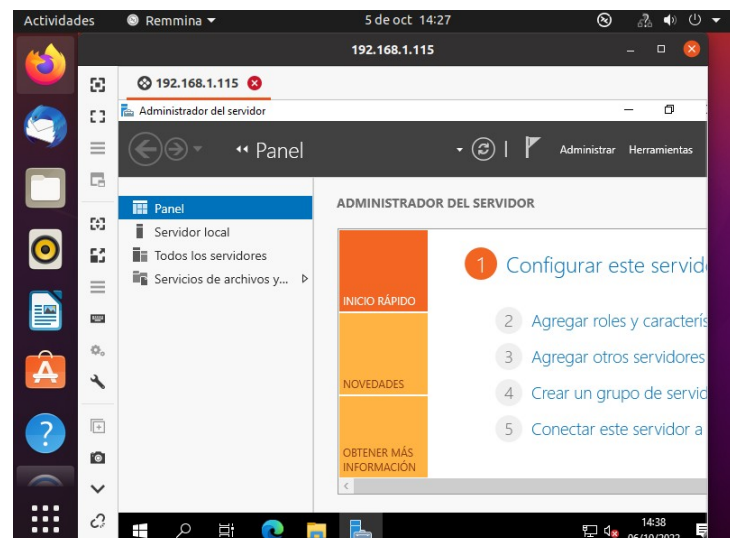 Actividades Remmina 5 de oct 14:27
192.168.1.115
192.168.1.115
Administrador del servidor
Panel Administrar Herramientas
Panel
Servidor local
Todos los servidores
Servicios de archivos y...
ADMINISTRADOR DEL SERVIDOR
INICIO RÁPIDO
NOVEDADES
OBTENER MÁS
INFORMACIÓN
1 Configurar este servid
2 Agregar roles y caracterís
3 Agregar otros servidores
4 Crear un grupo de servid
5 Conectar este servidor a
14:38